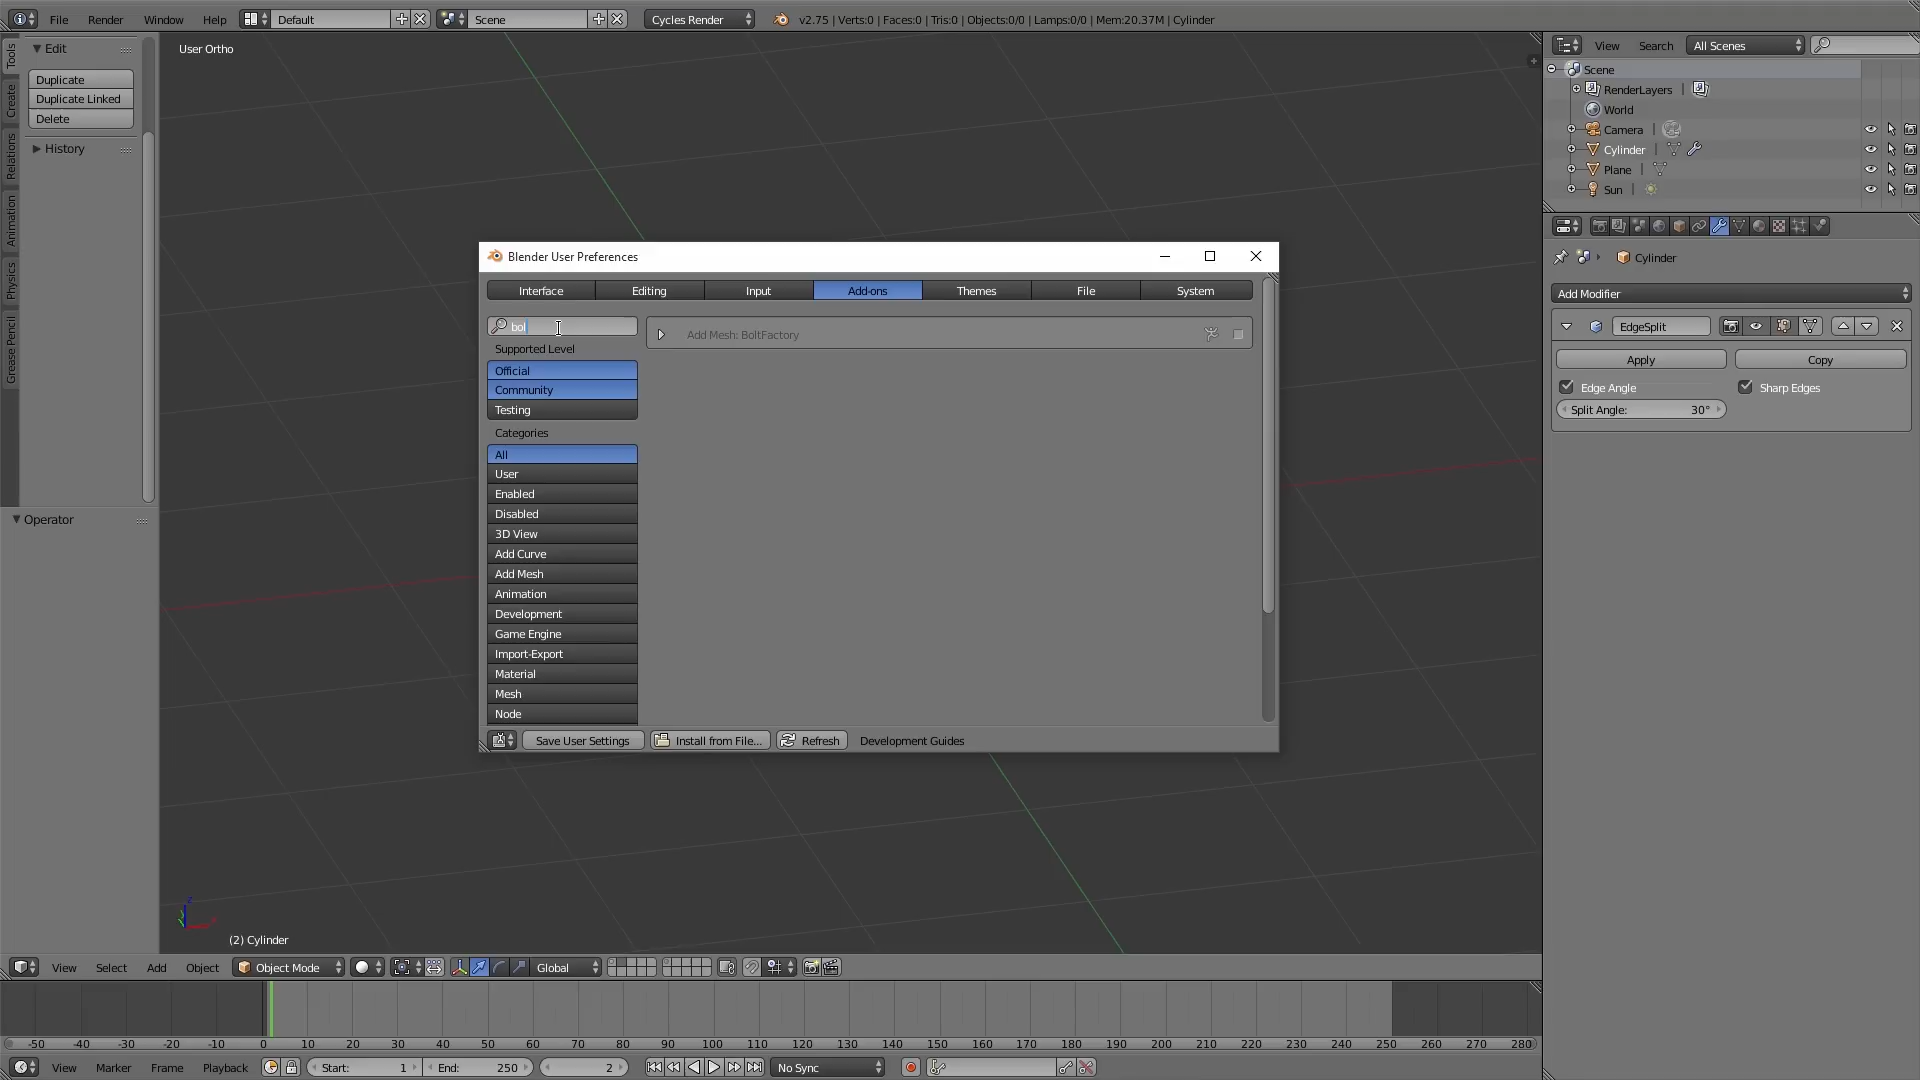 File Render Window Help Default Scene Cycles Render v2.75 | Verts:0 | Faces:0 | Tris:0 | Objects:0/0 | Lamps:0/0 | Mem:20.37M | Cylinder
Tools
Create
Relations
Animation
Physics
Grease Pencil
Edit
Duplicate
Duplicate Linked
Delete
History
Operator
User Ortho
Blender User Preferences
Interface Editing Input Add-ons Themes File System
bol
Add Mesh: BoltFactory
Supported Level
Official
Community
Testing
Categories
All
User
Enabled
Disabled
3D View
Add Curve
Add Mesh
Animation
Development
Game Engine
Import-Export
Material
Mesh
Node
Save User Settings Install from File... Refresh Development Guides
(2) Cylinder
View Search All Scenes
Scene
RenderLayers |
World
Camera |
Cylinder |
Plane |
Sun |
Cylinder
Add Modifier
EdgeSplit
Apply Copy
Edge Angle Sharp Edges
Split Angle: 30°
View Select Add Object Object Mode Global
-50 -40 -30 -20 -10 0 10 20 30 40 50 60 70 80 90 100 110 120 130 140 150 160 170 180 190 200 210 220 230 240 250 260 270 280
View Marker Frame Playback Start: 1 End: 250 2 No Sync